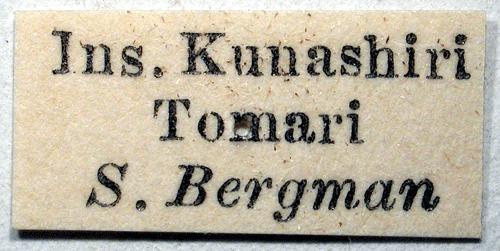 Ins. Kunashiri
Tomari
S. Bergman